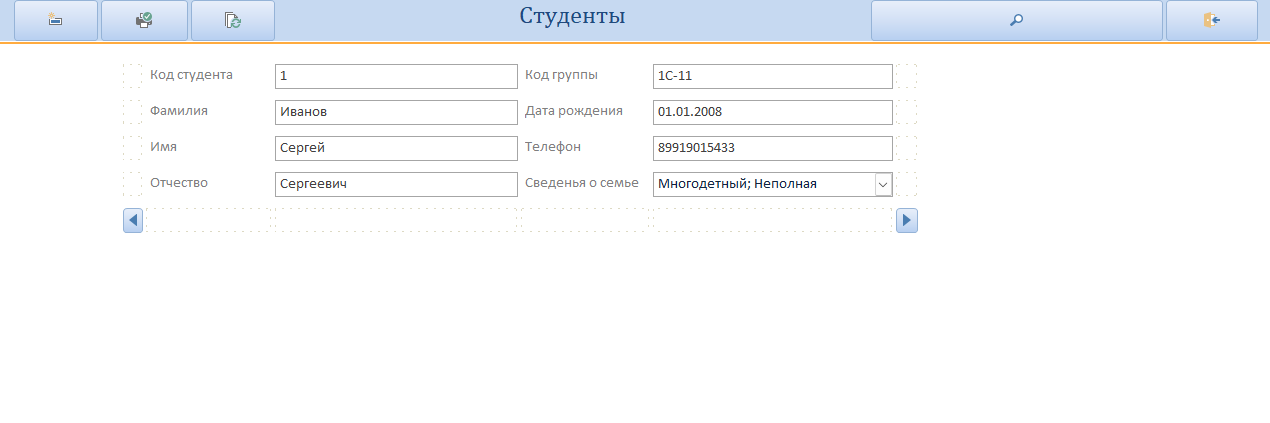 Студенты
Код студента 1 Код группы 1С-11
Фамилия Иванов Дата рождения 01.01.2008
Имя Сергей Телефон 89919015433
Отчество Сергеевич Сведенья о семье Многодетный; Неполная